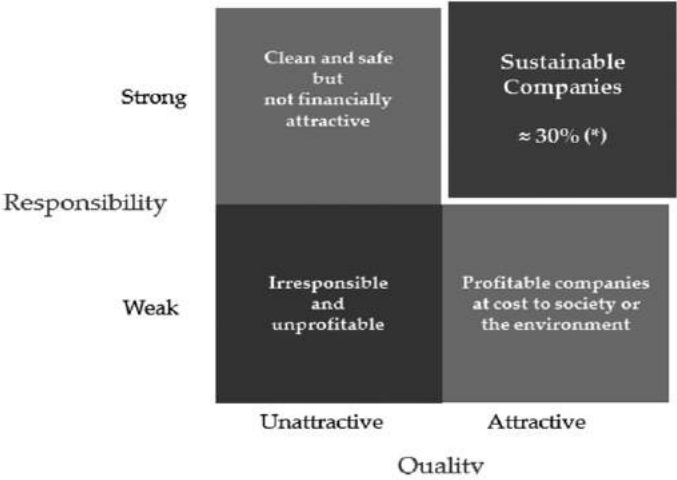 Clean and safe
but
not financially
attractive
Sustainable
Companies
≈ 30% (*)
Strong
Responsibility
Irresponsible
and
unprofitable
Profitable companies
at cost to society or
the environment
Weak
Unattractive
Attractive
Quality